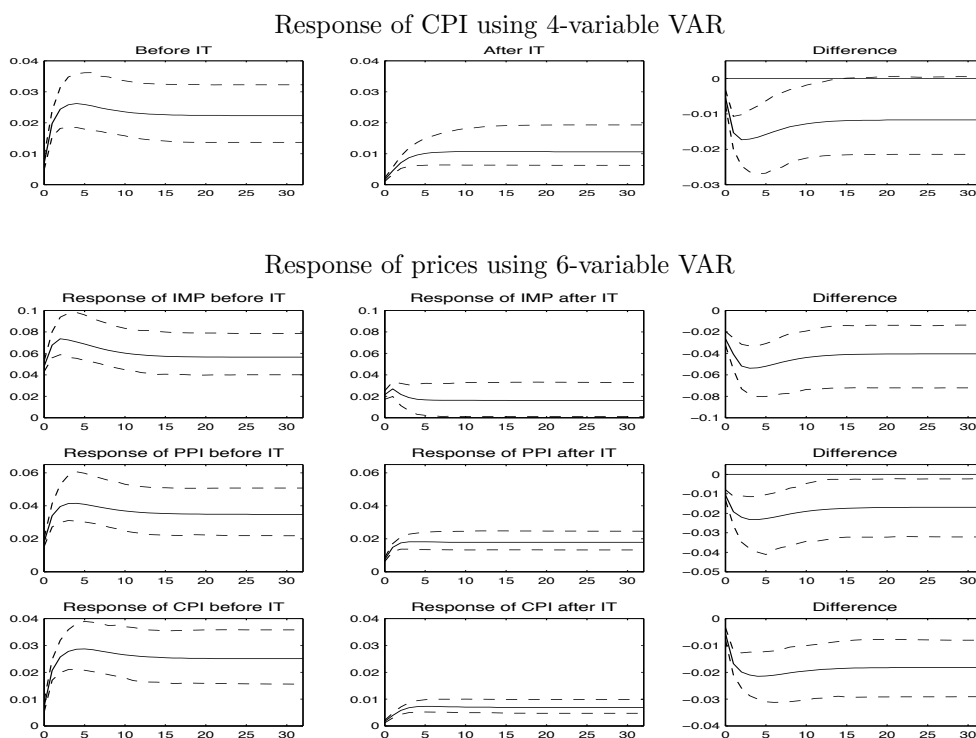 Response of CPI using 4-variable VAR
Before IT After IT Difference
0.04 0.04 0
0.03 0.03 −0.01
0.02 0.02 −0.02
0.01 0.01 −0.03
0 0
0 5 10 15 20 25 30 0 5 10 15 20 25 30 0 5 10 15 20 25 30
Response of prices using 6-variable VAR
Response of IMP before IT Response of IMP after IT Difference
0.1 0.1 0
0.08 0.08 −0.02
0.06 0.06 −0.04
0.04 0.04 −0.06
0.02 0.02 −0.08
0 0 −0.1
0 5 10 15 20 25 30 0 5 10 15 20 25 30 0 5 10 15 20 25 30
Response of PPI before IT Response of PPI after IT Difference
0.06 0.06 0
0.04 0.04 −0.01
0.02 0.02 −0.02
0 0 −0.03
−0.04
−0.05
0 5 10 15 20 25 30 0 5 10 15 20 25 30 0 5 10 15 20 25 30
Response of CPI before IT Response of CPI after IT Difference
0.04 0.04 0
0.03 0.03 −0.01
0.02 0.02 −0.02
0.01 0.01 −0.03
0 0 −0.04
0 5 10 15 20 25 30 0 5 10 15 20 25 30 0 5 10 15 20 25 30